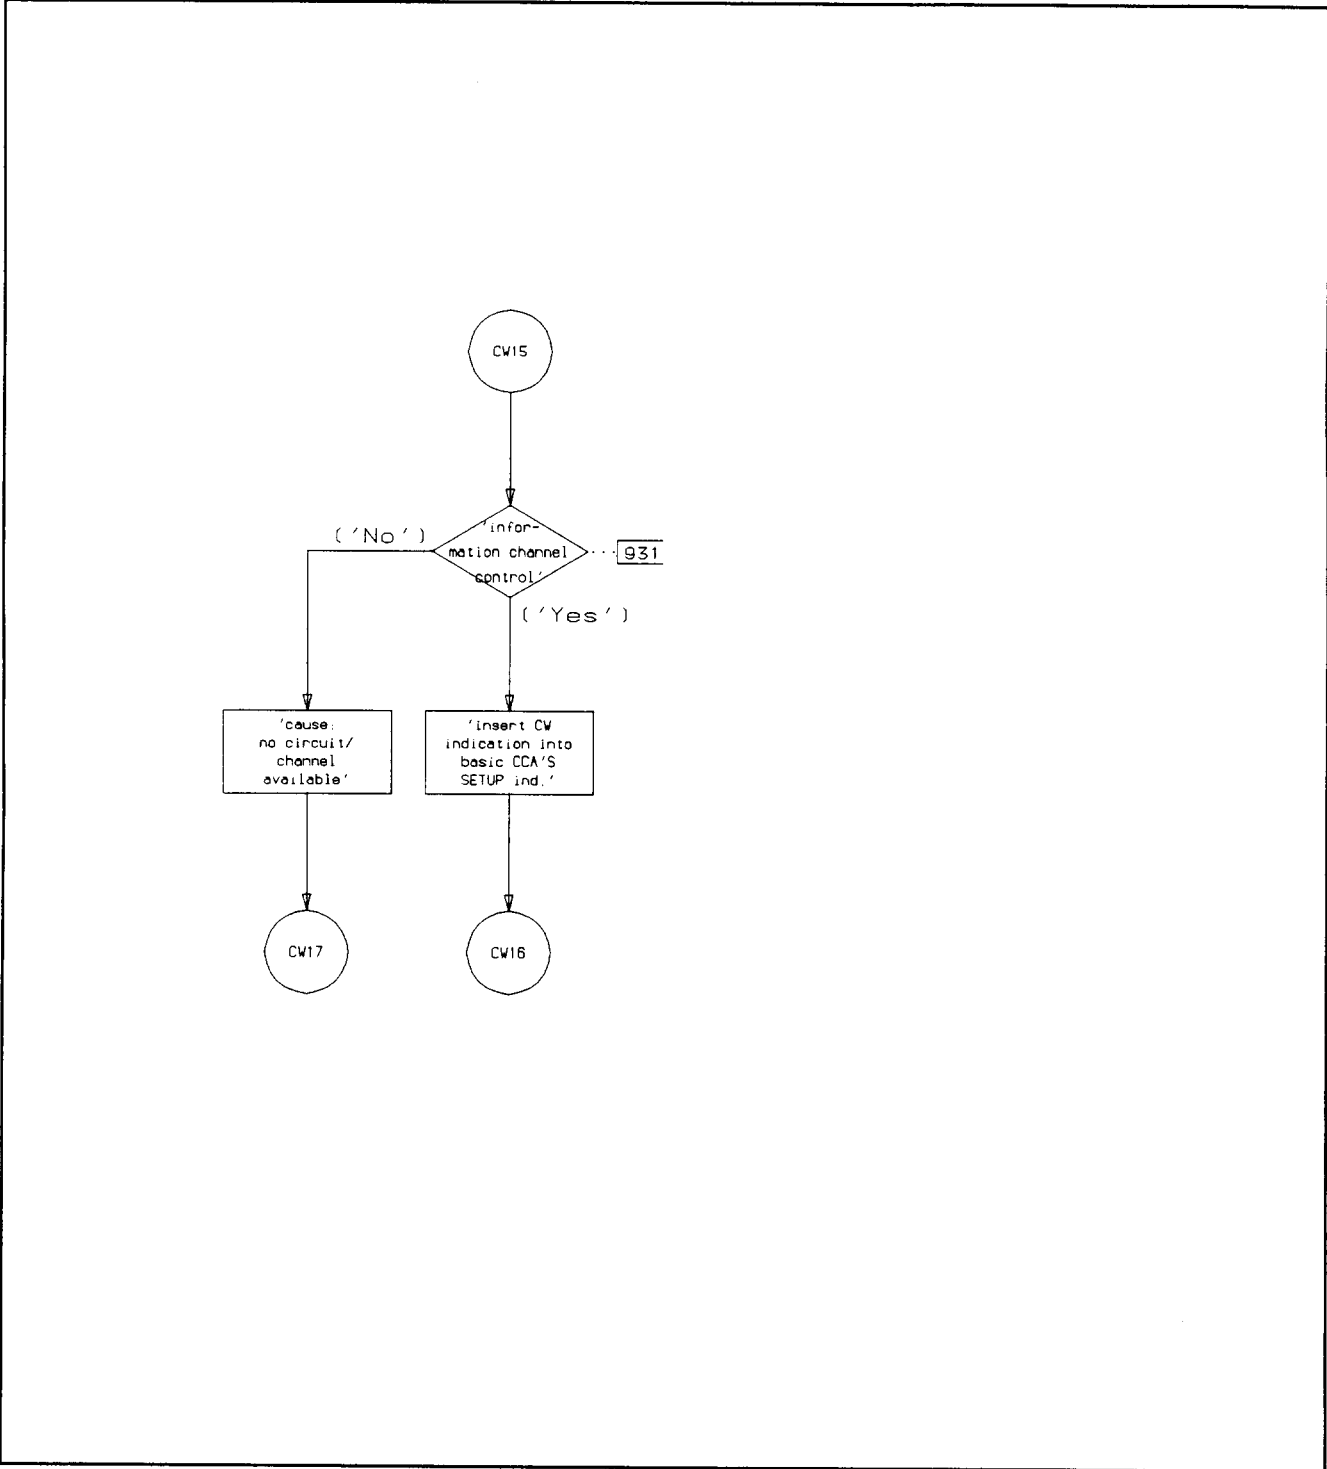 CW15
'infor-
mation channel
control'
('No')
931
('Yes')
'cause:
no circuit/
channel
available'
'insert CW
indication into
basic CCA'S
SETUP ind.'
CW17
CW16